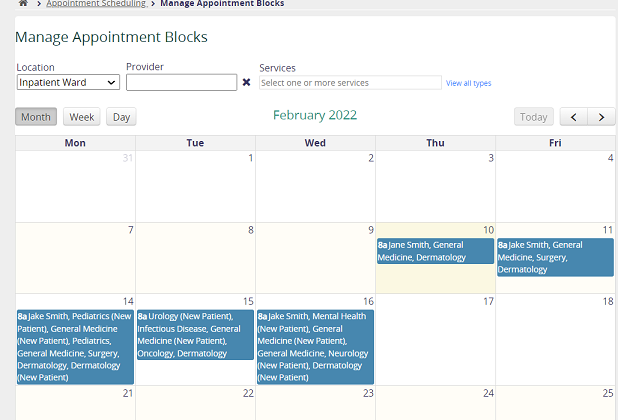 Appointment Scheduling > Manage Appointment Blocks
Manage Appointment Blocks
Location Provider Services
Inpatient Ward Select one or more services View all types
Month Week Day February 2022 Today
Mon Tue Wed Thu Fri
31 1 2 3 4
7 8 9 10 11
8a Jane Smith, General
Medicine, Dermatology
8a Jake Smith, General
Medicine, Surgery,
Dermatology
14 15 16 17 18
8a Jake Smith, Pediatrics (New
Patient), General Medicine
(New Patient), Pediatrics,
General Medicine, Surgery,
Dermatology, Dermatology
(New Patient)
8a Urology (New Patient),
Infectious Disease, General
Medicine (New Patient),
Oncology, Dermatology
8a Jake Smith, Mental Health
(New Patient), General
Medicine (New Patient),
General Medicine, Neurology
(New Patient), Dermatology
(New Patient)
21 22 23 24 25